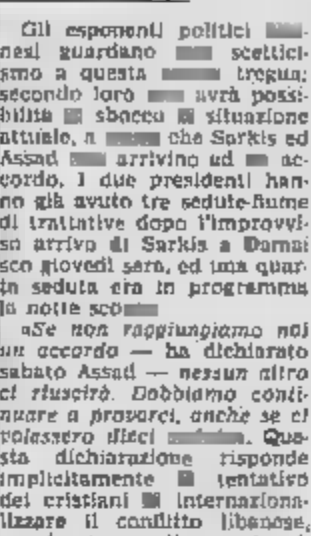 Gli esponenti politici
nesi guardano scettici-
smo a questa tregua:
secondo loro avrà possi-
bilità sbocco situazione
attuale, a che Sarkis ed
Assad arrivino ad ac-
cordo. I due presidenti han-
no già avuto tre sedute-fiume
di trattative dopo l'improvvi-
so arrivo di Sarkis a Damas
sco giovedì sera, ed una quar-
ta seduta era in programma
la notte
«Se non raggiungiamo noi
un accordo — ha dichiarato
sabato Assad — nessun altro
ci riuscirà. Dobbiamo conti-
nuare a provarci, anche se ci
volessero dieci Que-
sta dichiarazione risponde
implicitamente tentativo
dei cristiani internaziona-
lizzare il conflitto libanese,